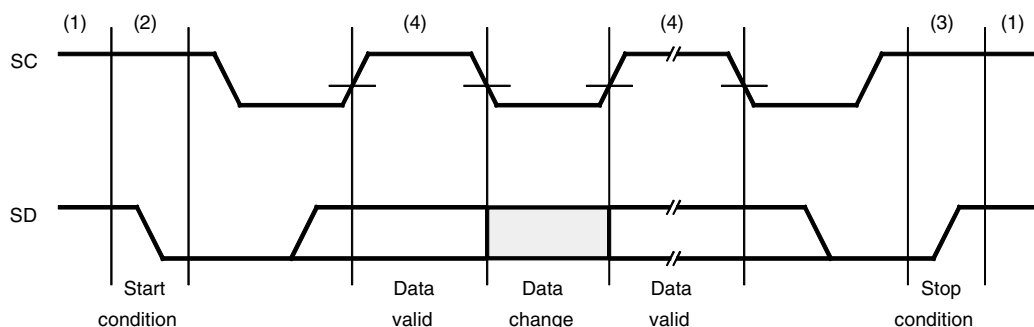 (1) (2) (4) (4) (3) (1)
SC
SD
Start Data Data Data Stop
condition valid change valid condition